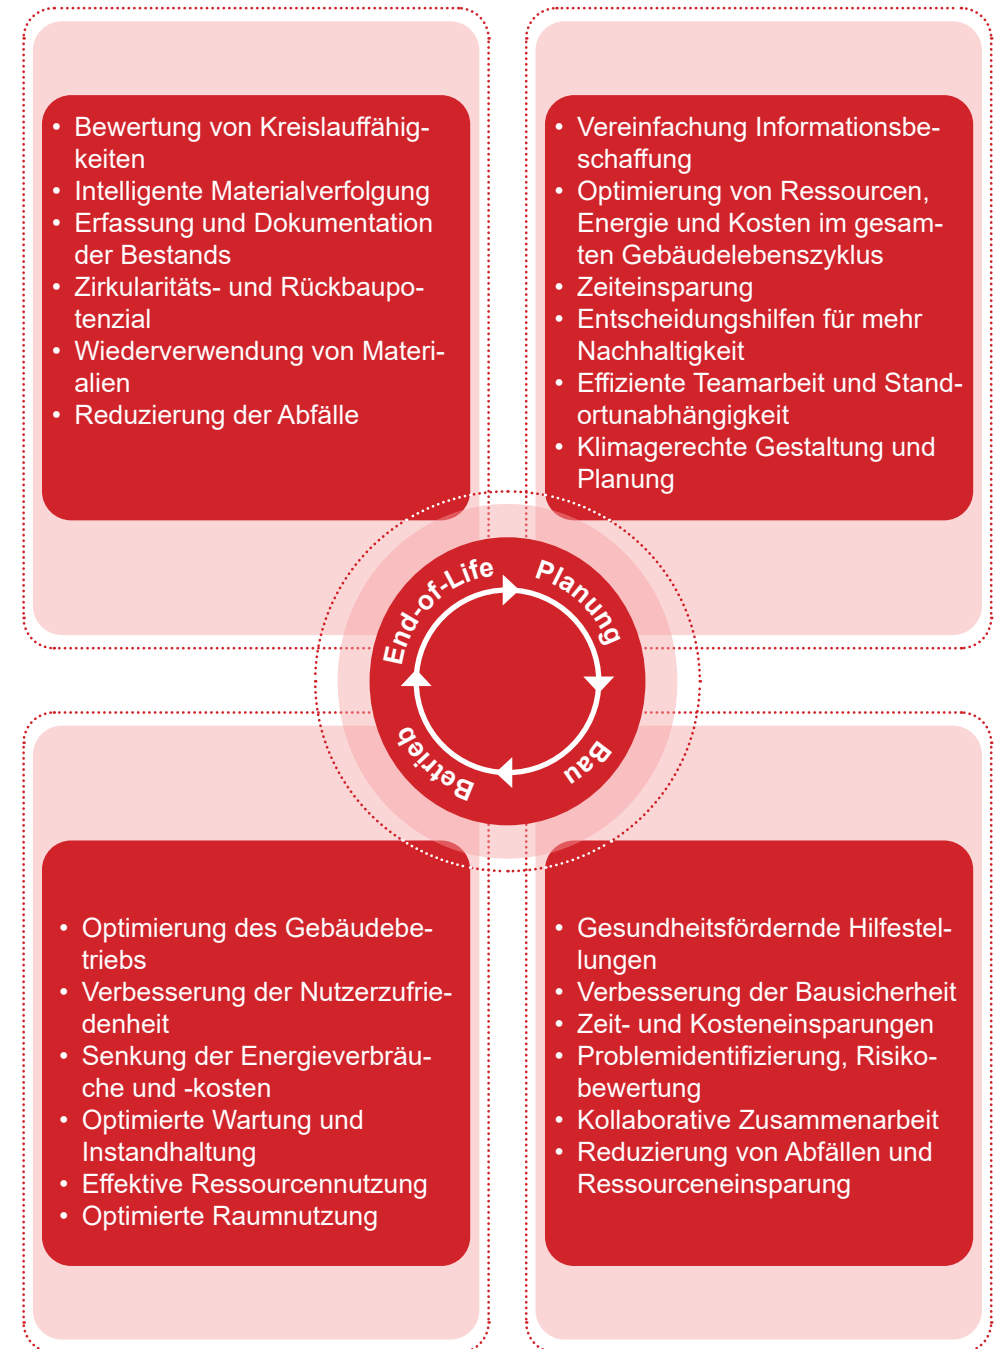 • Bewertung von Kreislauffähig-
keiten
• Intelligente Materialverfolgung
• Erfassung und Dokumentation
der Bestands
• Zirkularitäts- und Rückbaupo-
tenzial
• Wiederverwendung von Materi-
alien
• Reduzierung der Abfälle
• Vereinfachung Informationsbe-
schaffung
• Optimierung von Ressourcen,
Energie und Kosten im gesam-
ten Gebäudelebenszyklus
• Zeiteinsparung
• Entscheidungshilfen für mehr
Nachhaltigkeit
• Effiziente Teamarbeit und Stand-
ortunabhängigkeit
• Klimagerechte Gestaltung und
Planung
End-of-Life
Planung
Betrieb
Bau
• Optimierung des Gebäudebe-
triebs
• Verbesserung der Nutzerzufrie-
denheit
• Senkung der Energieverbräu-
che und -kosten
• Optimierte Wartung und
Instandhaltung
• Effektive Ressourcennutzung
• Optimierte Raumnutzung
• Gesundheitsfördernde Hilfestel-
lungen
• Verbesserung der Bausicherheit
• Zeit- und Kosteneinsparungen
• Problemidentifizierung, Risiko-
bewertung
• Kollaborative Zusammenarbeit
• Reduzierung von Abfällen und
Ressourceneinsparung